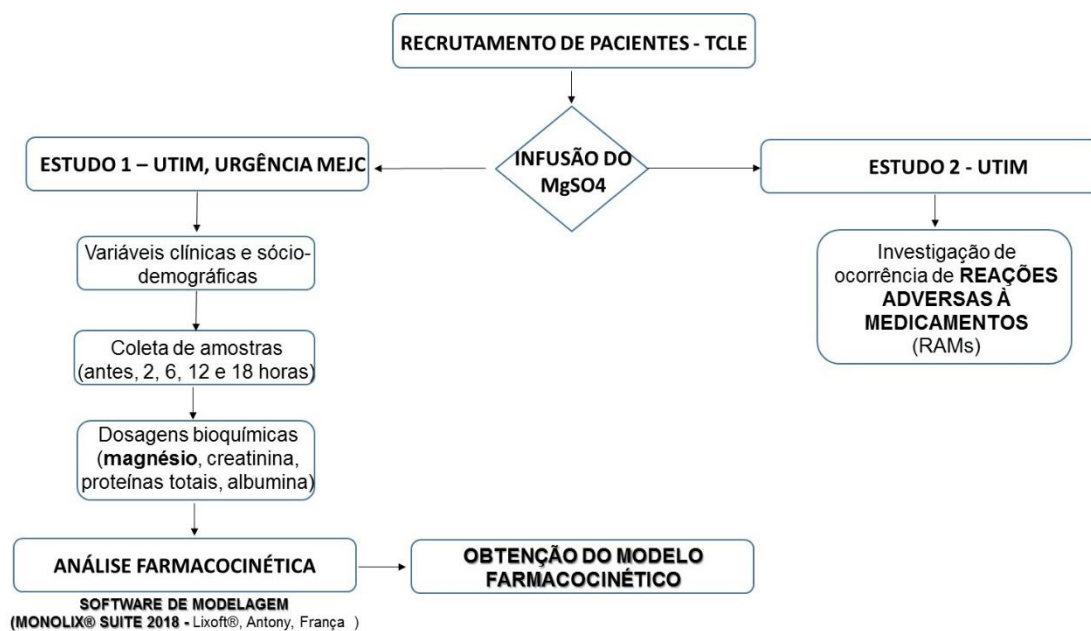 RECRUTAMENTO DE PACIENTES - TCLE
INFUSÃO DO
MgSO4
ESTUDO 1 – UTIM, URGÊNCIA MEJC
Variáveis clínicas e sócio-
demográficas
Coleta de amostras
(antes, 2, 6, 12 e 18 horas)
Dosagens bioquímicas
(magnésio, creatinina,
proteínas totais, albumina)
ANÁLISE FARMACOCINÉTICA
SOFTWARE DE MODELAGEM
(MONOLIX® SUITE 2018 - Lixoft®, Antony, França )
OBTENÇÃO DO MODELO
FARMACOCINÉTICO
ESTUDO 2 - UTIM
Investigação de
ocorrência de REAÇÕES
ADVERSAS À
MEDICAMENTOS
(RAMs)